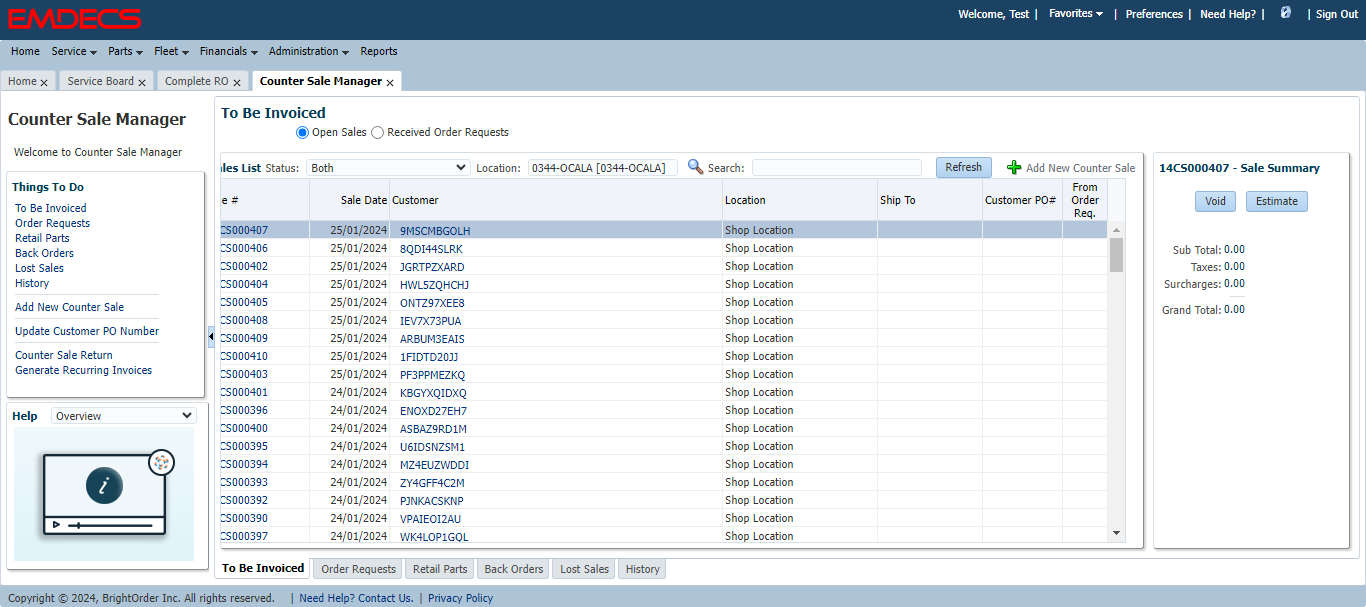 EMDECS
Welcome, Test | Favorites | Preferences | Need Help? | | Sign Out
Home Service Parts Fleet Financials Administration Reports
Home x Service Board x Complete RO x Counter Sale Manager x
Counter Sale Manager
Welcome to Counter Sale Manager
Things To Do
To Be Invoiced
Order Requests
Retail Parts
Back Orders
Lost Sales
History
Add New Counter Sale
Update Customer PO Number
Counter Sale Return
Generate Recurring Invoices
Help Overview
i
To Be Invoiced
Open Sales Received Order Requests
les List Status: Both Location: 0344-OCALA [0344-OCALA] Search: Refresh Add New Counter Sale
e # Sale Date Customer Location Ship To Customer PO# From Order Req.
CS000407 25/01/2024 9MSCMBGOLH Shop Location
CS000406 25/01/2024 8QDI44SLRK Shop Location
CS000402 25/01/2024 JGRTPZXARD Shop Location
CS000404 25/01/2024 HWL5ZQHCHJ Shop Location
CS000405 25/01/2024 ONTZ97XEE8 Shop Location
CS000408 25/01/2024 IEV7X73PUA Shop Location
CS000409 25/01/2024 ARBUM3EAIS Shop Location
CS000410 25/01/2024 1FIDTD20JJ Shop Location
CS000403 25/01/2024 PF3PPMEZKQ Shop Location
CS000401 24/01/2024 KBGYXQIDXQ Shop Location
CS000396 24/01/2024 ENOXD27EH7 Shop Location
CS000400 24/01/2024 ASBAZ9RD1M Shop Location
CS000395 24/01/2024 U6IDSNZSM1 Shop Location
CS000394 24/01/2024 MZ4EUZWDDI Shop Location
CS000393 24/01/2024 ZY4GFF4C2M Shop Location
CS000392 24/01/2024 PJNKACSKNP Shop Location
CS000390 24/01/2024 VPAIEOI2AU Shop Location
CS000397 24/01/2024 WK4LOP1GQL Shop Location
14CS000407 - Sale Summary
Void Estimate
Sub Total: 0.00
Taxes: 0.00
Surcharges: 0.00
Grand Total: 0.00
To Be Invoiced Order Requests Retail Parts Back Orders Lost Sales History
Copyright © 2024, BrightOrder Inc. All rights reserved. | Need Help? Contact Us. | Privacy Policy